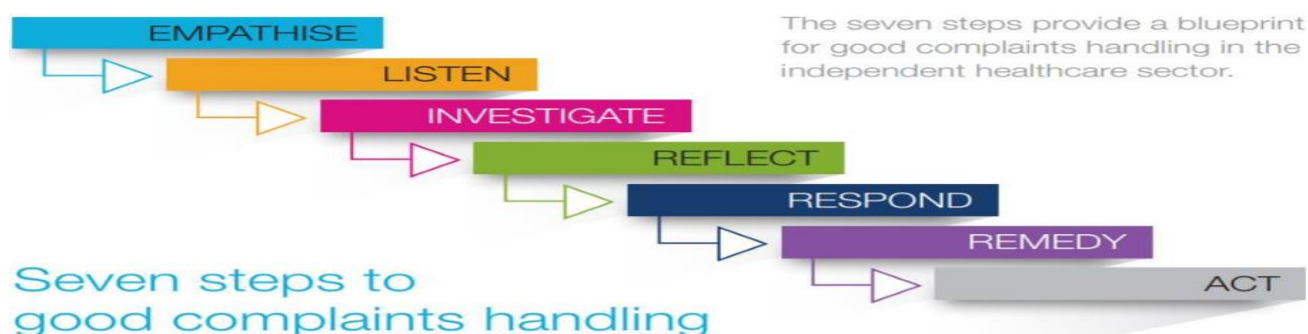 EMPATHISE
The seven steps provide a blueprint
for good complaints handling in the
independent healthcare sector.
LISTEN
INVESTIGATE
REFLECT
RESPOND
REMEDY
ACT
Seven steps to
good complaints handling